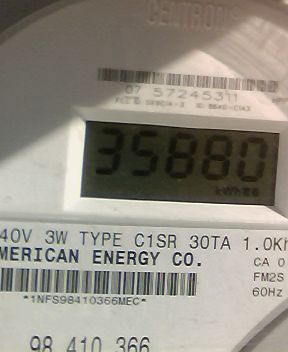 CENTRON
07 57245311
35880
kWh
40V 3W TYPE C1SR 30TA 1.0Kh
MERICAN ENERGY CO.
CA 0
FM2S
60Hz
*1NFS98410366MEC*
98 410 366